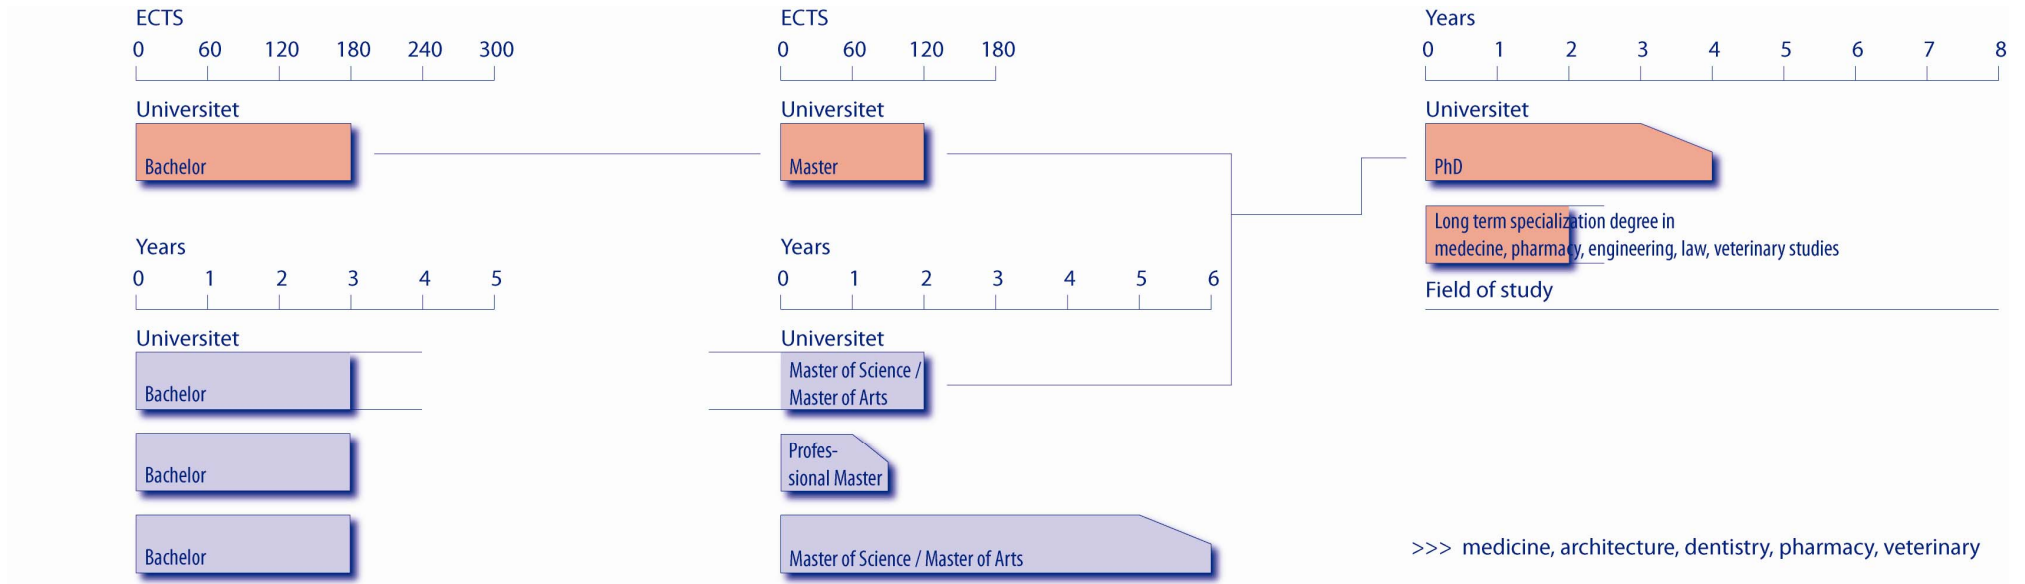 ECTS
0 60 120 180 240 300
Universitet
Bachelor
Years
0 1 2 3 4 5
Universitet
Bachelor
Bachelor
Bachelor
ECTS
0 60 120 180
Universitet
Master
Years
0 1 2 3 4 5 6
Universitet
Master of Science /
Master of Arts
Profes-
sional Master
Master of Science / Master of Arts
Years
0 1 2 3 4 5 6 7 8
Universitet
PhD
Long term specialization degree in
medecine, pharmacy, engineering, law, veterinary studies
Field of study
>>> medicine, architecture, dentistry, pharmacy, veterinary